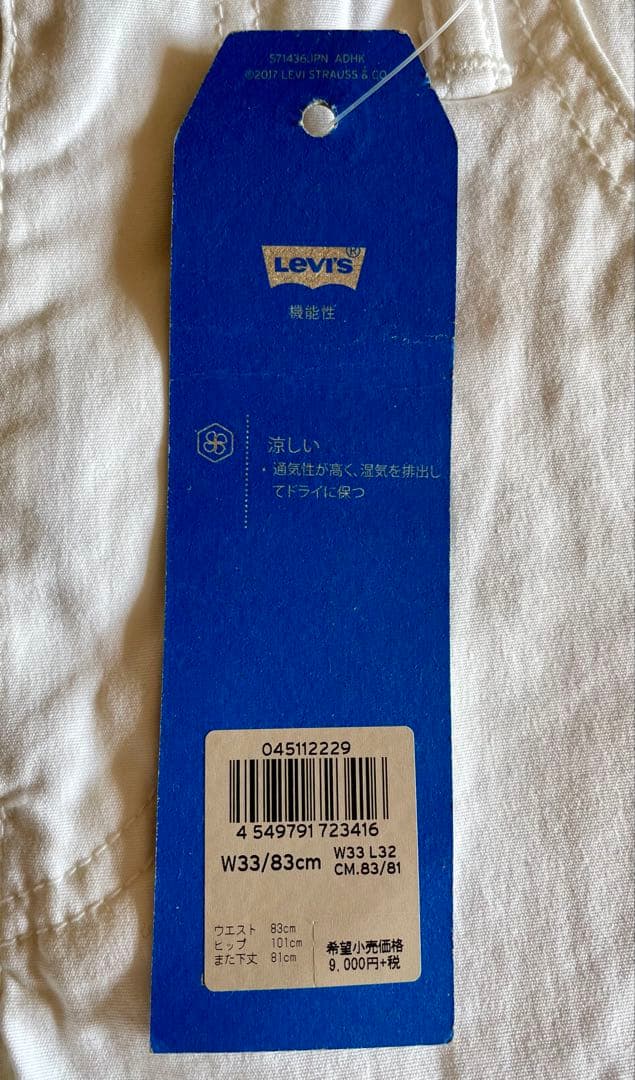 571436JPN ADHK
©2017 LEVI STRAUSS & CO
LEVI'S®
機能性
涼しい
・通気性が高く、湿気を排出し
てドライに保つ
045112229
4 549791 723416
W33/83cm
W33 L32
CM.83/81
ウエスト 83cm
ヒップ 101cm
また下丈 81cm
希望小売価格
9,000円+税